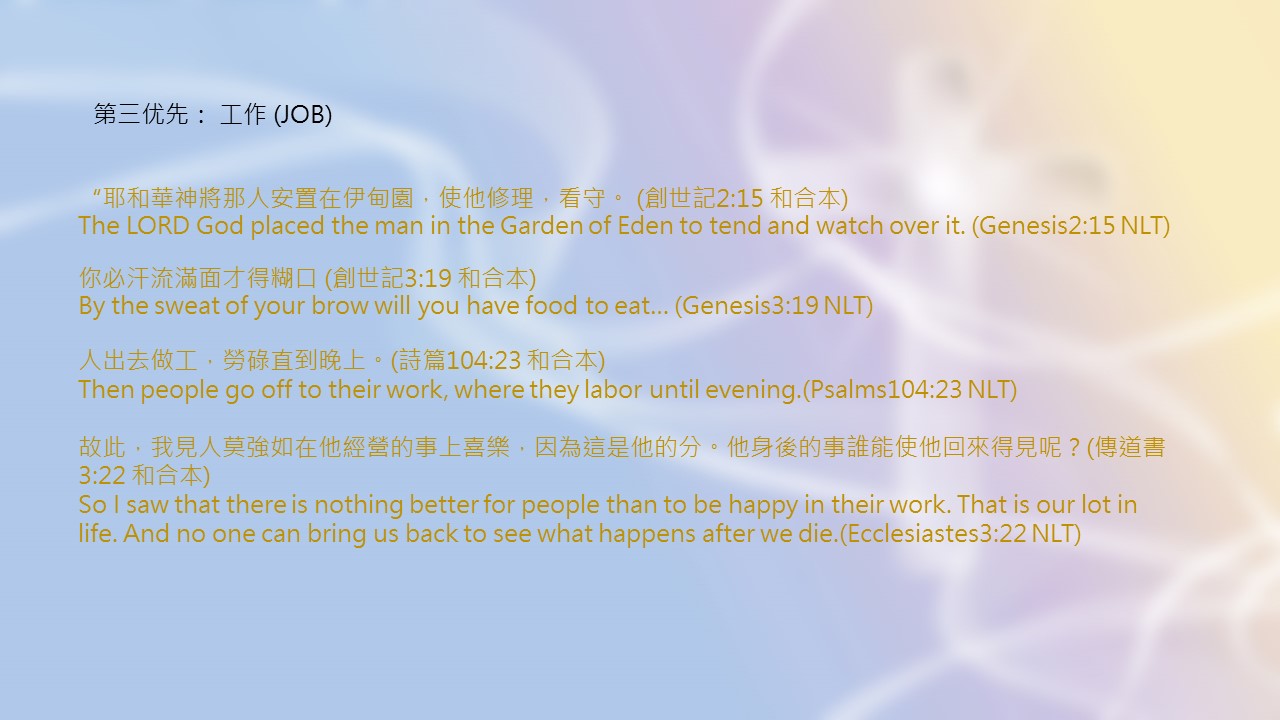 第三优先： 工作 (JOB)
“耶和華神將那人安置在伊甸園，使他修理，看守。 (創世記2:15 和合本)
The LORD God placed the man in the Garden of Eden to tend and watch over it. (Genesis2:15 NLT)
你必汗流滿面才得糊口 (創世記3:19 和合本)
By the sweat of your brow will you have food to eat… (Genesis3:19 NLT)
人出去做工，勞碌直到晚上。(詩篇104:23 和合本)
Then people go off to their work, where they labor until evening.(Psalms104:23 NLT)
故此，我見人莫強如在他經營的事上喜樂，因為這是他的分。他身後的事誰能使他回來得見呢？(傳道書
3:22 和合本)
So I saw that there is nothing better for people than to be happy in their work. That is our lot in
life. And no one can bring us back to see what happens after we die.(Ecclesiastes3:22 NLT)